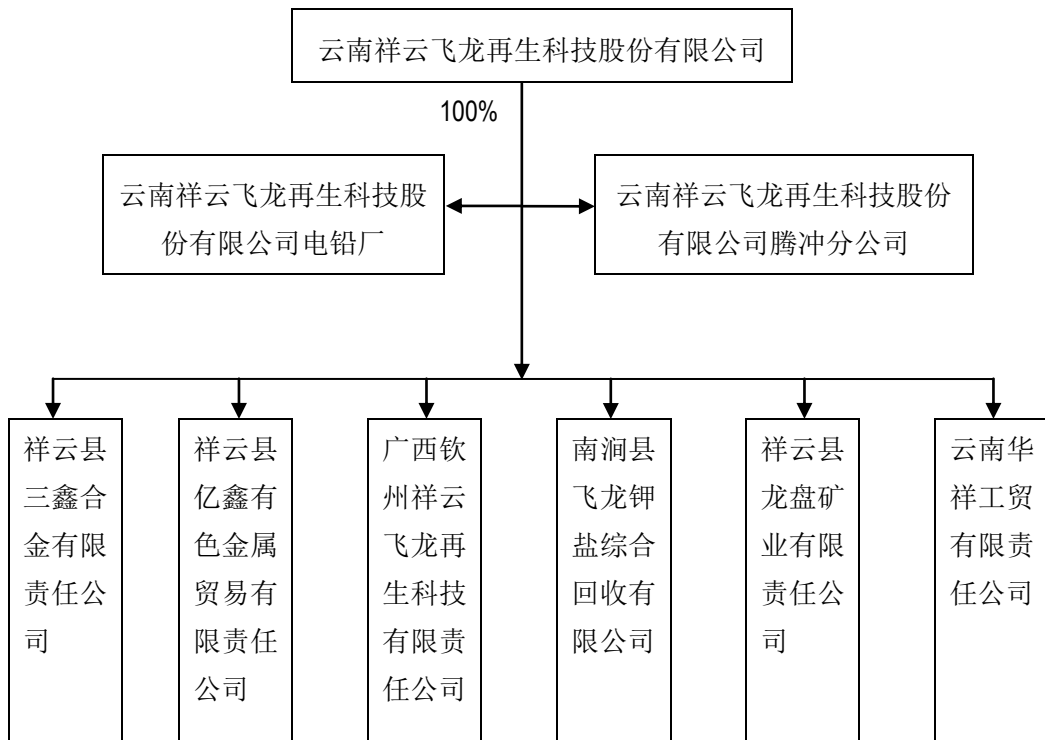 云南祥云飞龙再生科技股份有限公司
100%
云南祥云飞龙再生科技股
份有限公司电铅厂
云南祥云飞龙再生科技股份
有限公司腾冲分公司
祥云县
三鑫合
金有限
责任公
司
祥云县
亿鑫有
色金属
贸易有
限责任
公司
广西钦
州祥云
飞龙再
生科技
有限责
任公司
南涧县
飞龙钾
盐综合
回收有
限公司
祥云县
龙盘矿
业有限
责任公
司
云南华
祥工贸
有限责
任公司